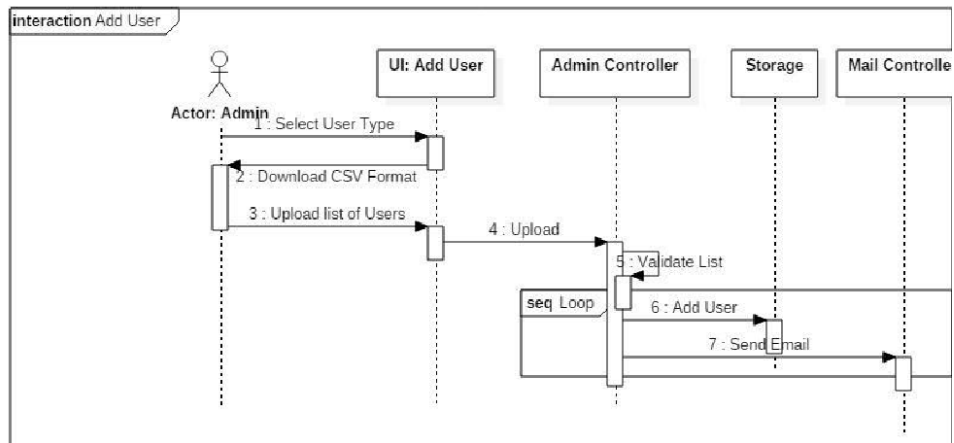 interaction Add User
UI: Add User
Admin Controller
Storage
Mail Controlle
Actor: Admin
1 : Select User Type
2 : Download CSV Format
3 : Upload list of Users
4 : Upload
5 : Validate List
seq Loop
6 : Add User
7 : Send Email